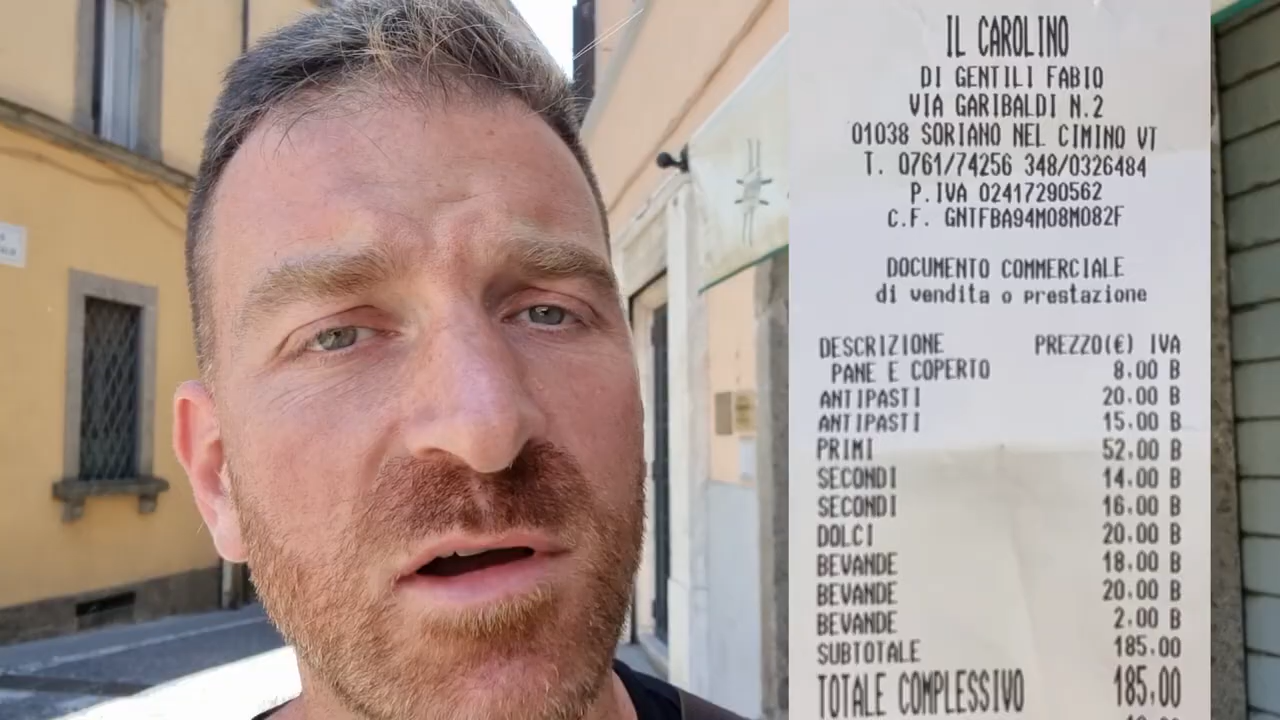 IL CAROLINO
DI GENTILI FABIO
VIA GARIBALDI N.2
01038 SORIANO NEL CIMINO VT
T. 0761/74256 348/0326484
P.IVA 02417290562
C.F. GNTFBA94M08M082F
DOCUMENTO COMMERCIALE
di vendita o prestazione
DESCRIZIONE PREZZO(€) IVA
PANE E COPERTO 8.00 B
ANTIPASTI 20.00 B
ANTIPASTI 15.00 B
PRIMI 52.00 B
SECONDI 14.00 B
SECONDI 16.00 B
DOLCI 20.00 B
BEVANDE 18.00 B
BEVANDE 20.00 B
BEVANDE 2.00 B
SUBTOTALE 185.00
TOTALE COMPLESSIVO 185,00